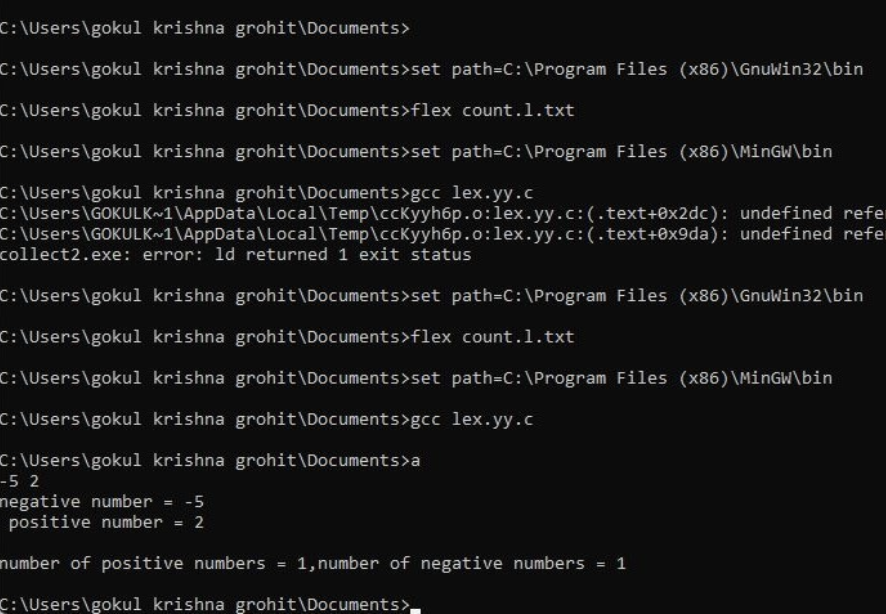 C:\Users\gokul krishna grohit\Documents>
C:\Users\gokul krishna grohit\Documents>set path=C:\Program Files (x86)\GnuWin32\bin
C:\Users\gokul krishna grohit\Documents>flex count.l.txt
C:\Users\gokul krishna grohit\Documents>set path=C:\Program Files (x86)\MinGW\bin
C:\Users\gokul krishna grohit\Documents>gcc lex.yy.c
C:\Users\GOKULK~1\AppData\Local\Temp\ccKyyh6p.o:lex.yy.c:(.text+0x2dc): undefined refe
C:\Users\GOKULK~1\AppData\Local\Temp\ccKyyh6p.o:lex.yy.c:(.text+0x9da): undefined refe
collect2.exe: error: ld returned 1 exit status
C:\Users\gokul krishna grohit\Documents>set path=C:\Program Files (x86)\GnuWin32\bin
C:\Users\gokul krishna grohit\Documents>flex count.l.txt
C:\Users\gokul krishna grohit\Documents>set path=C:\Program Files (x86)\MinGW\bin
C:\Users\gokul krishna grohit\Documents>gcc lex.yy.c
C:\Users\gokul krishna grohit\Documents>a
-5 2
negative number = -5
 positive number = 2
number of positive numbers = 1,number of negative numbers = 1
C:\Users\gokul krishna grohit\Documents>